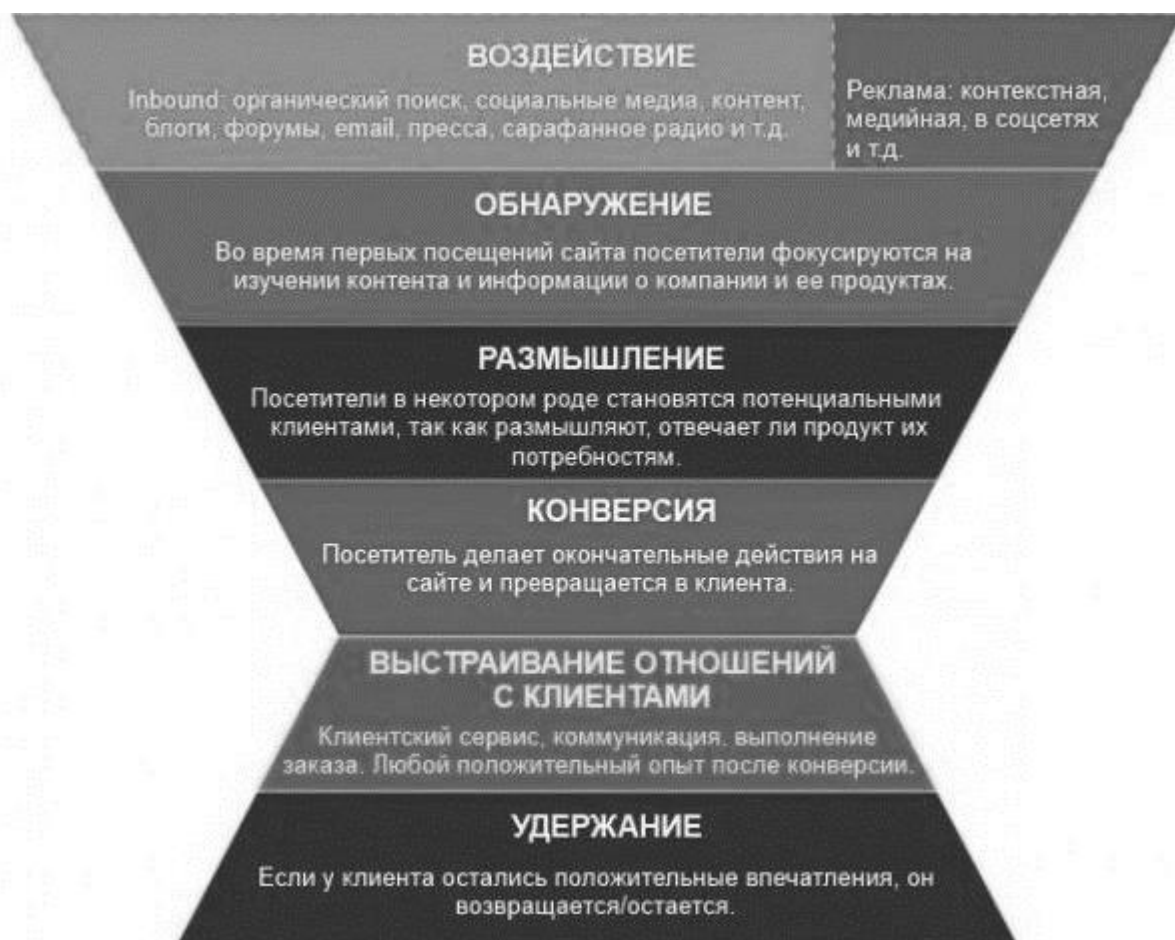 ВОЗДЕЙСТВИЕ
Inbound: органический поиск, социальные медиа, контент,
блоги, форумы, email, пресса, сарафанное радио и т.д.
Реклама: контекстная,
медийная, в соцсетях
и т.д.
ОБНАРУЖЕНИЕ
Во время первых посещений сайта посетители фокусируются на
изучении контента и информации о компании и ее продуктах.
РАЗМЫШЛЕНИЕ
Посетители в некотором роде становятся потенциальными
клиентами, так как размышляют, отвечает ли продукт их
потребностям.
КОНВЕРСИЯ
Посетитель делает окончательные действия на
сайте и превращается в клиента.
ВЫСТРАИВАНИЕ ОТНОШЕНИЙ
С КЛИЕНТАМИ
Клиентский сервис, коммуникация. выполнение
заказа. Любой положительный опыт после конверсии.
УДЕРЖАНИЕ
Если у клиента остались положительные впечатления, он
возвращается/остается.